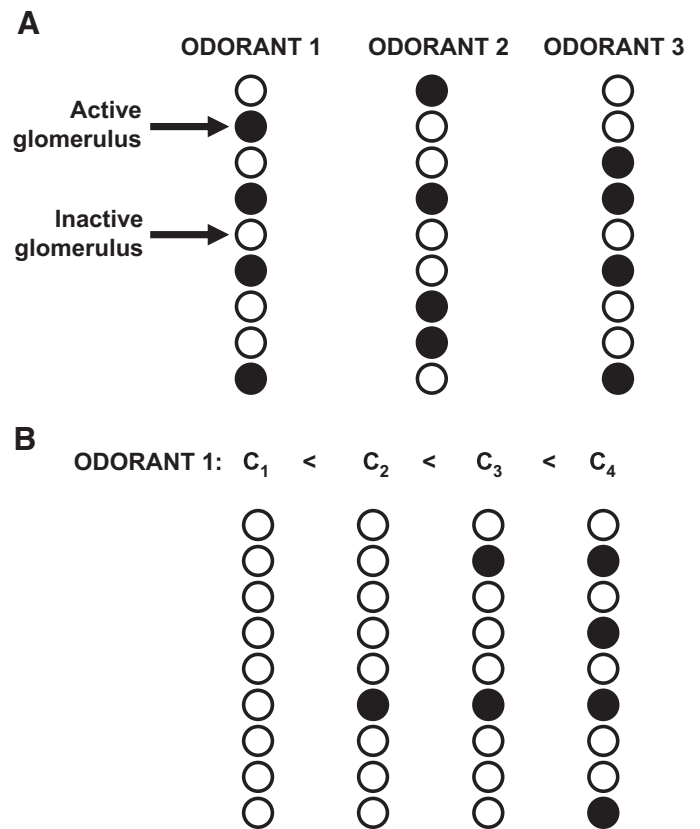 A
ODORANT 1 ODORANT 2 ODORANT 3
Active
glomerulus
Inactive
glomerulus
B
ODORANT 1: C₁ < C₂ < C₃ < C₄